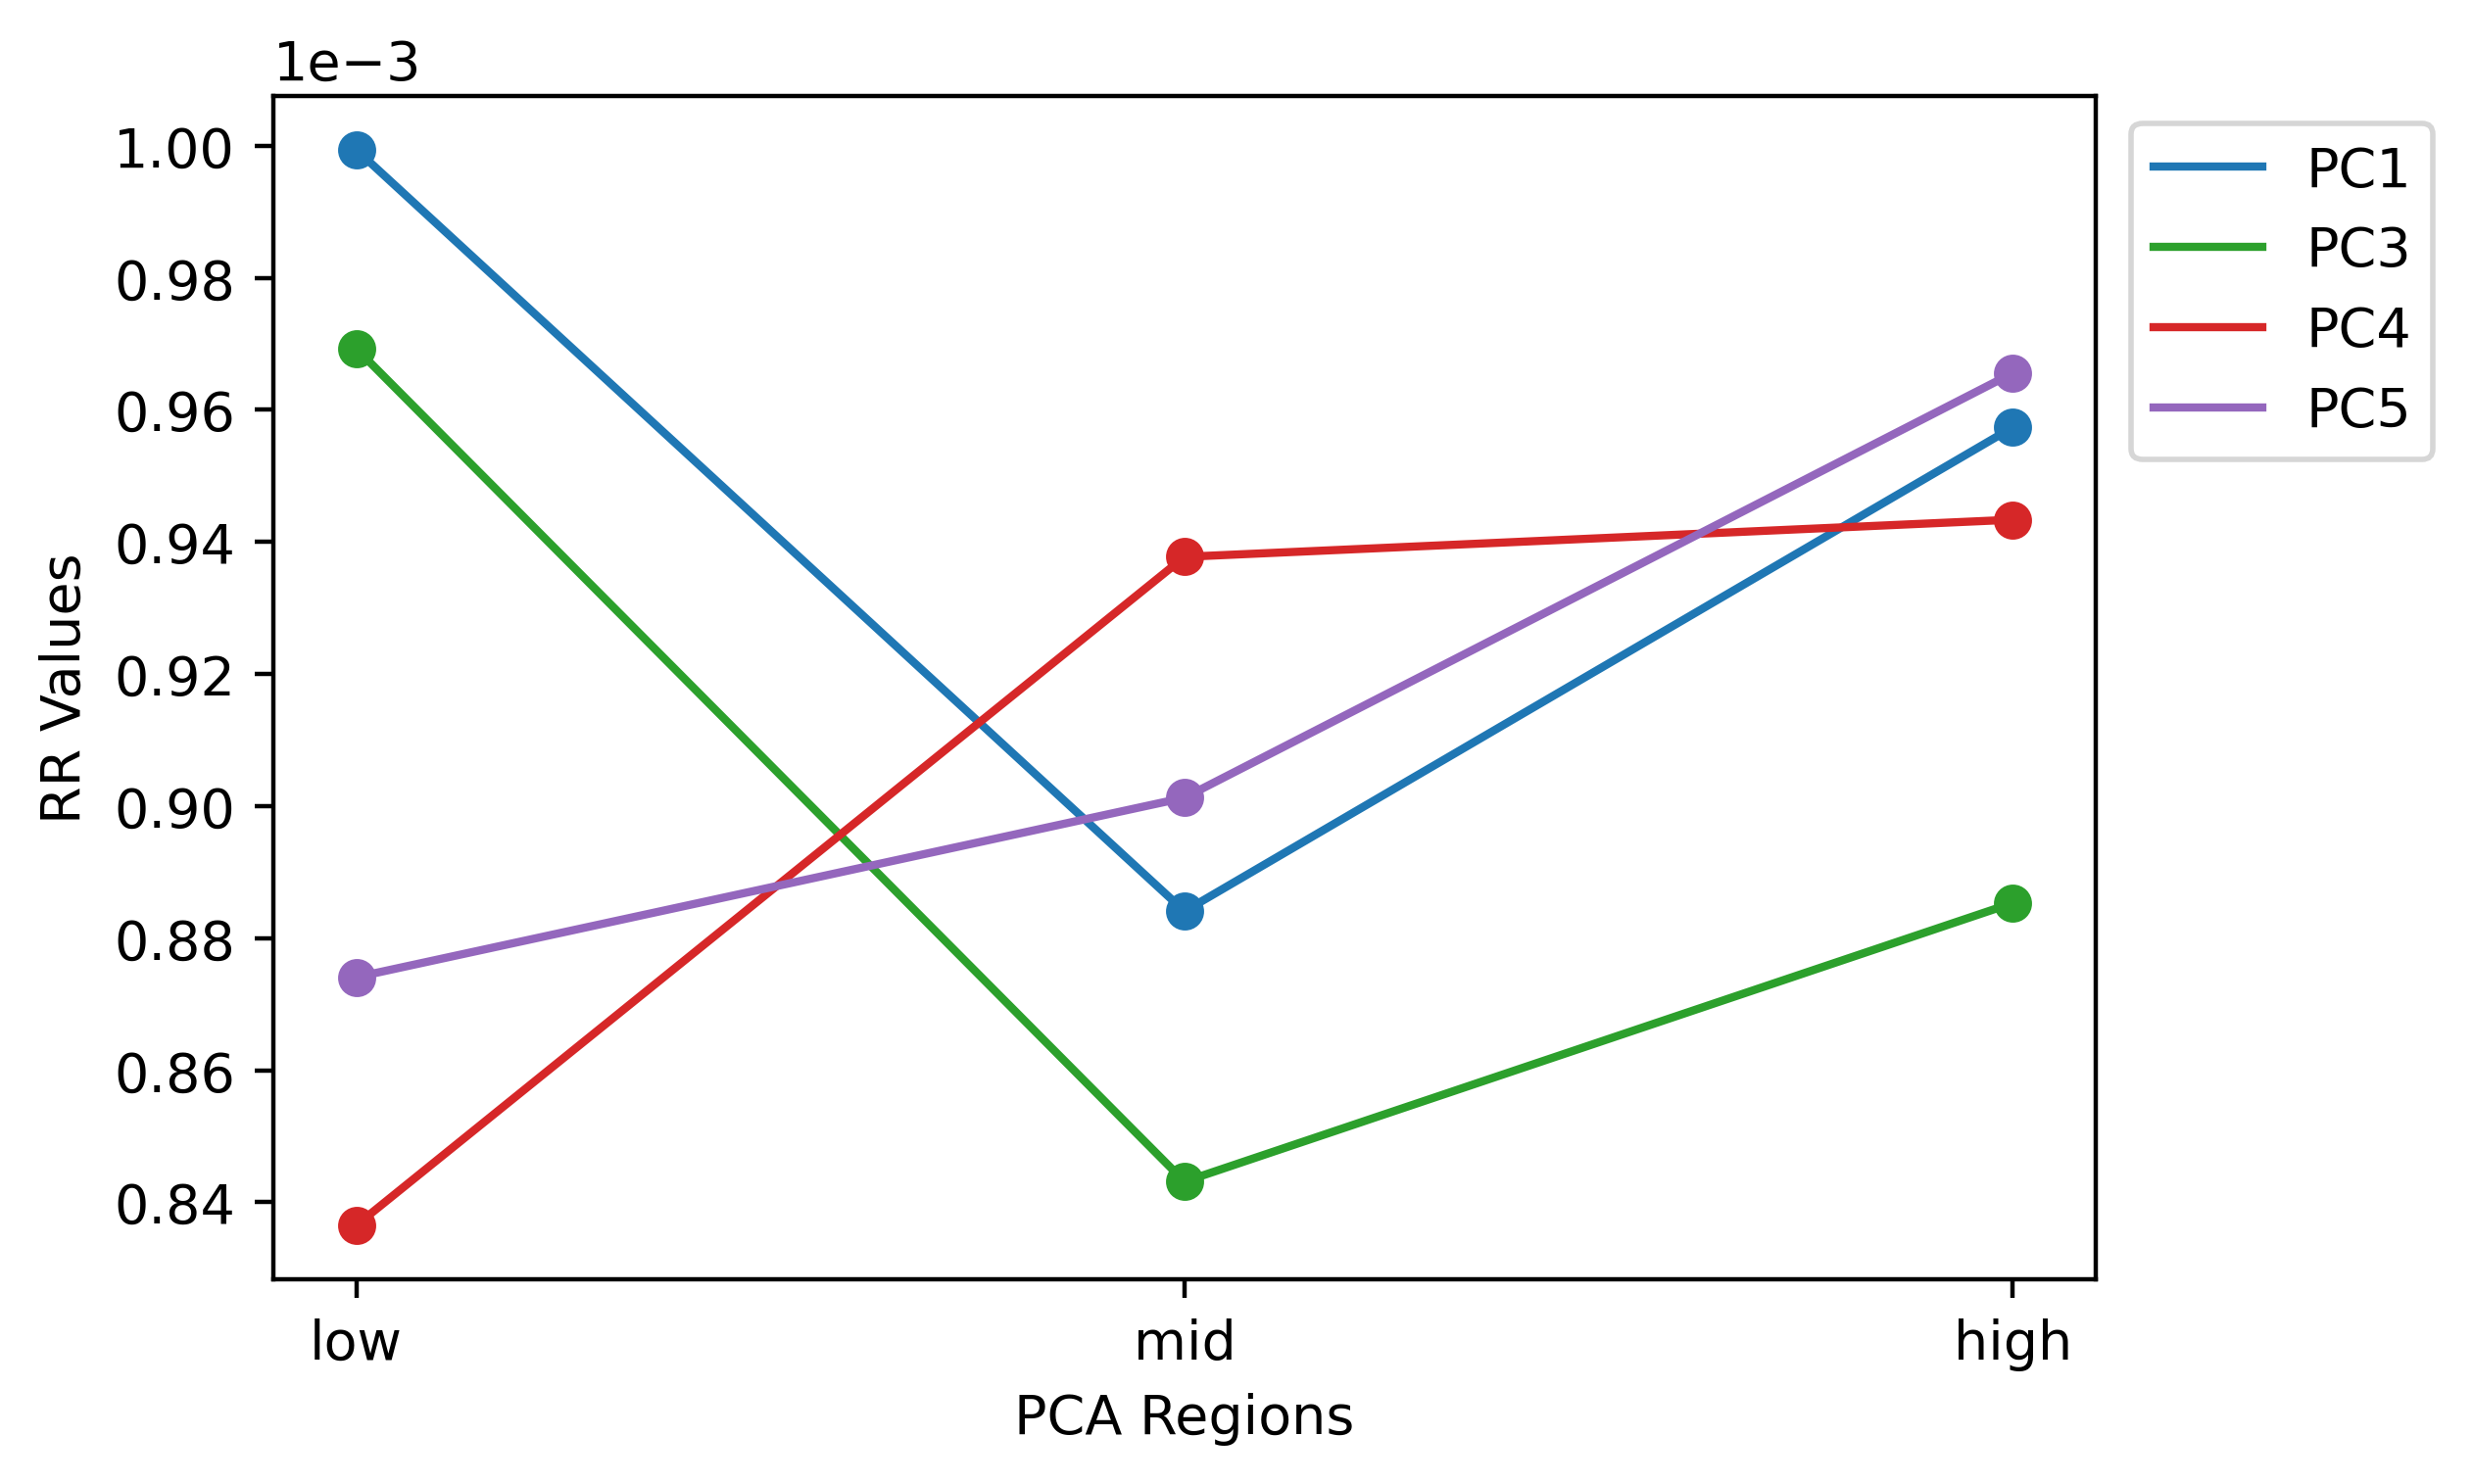 1e−3
1.00
0.98
0.96
0.94
0.92
0.90
0.88
0.86
0.84
RR Values
low
mid
high
PCA Regions
PC1
PC3
PC4
PC5